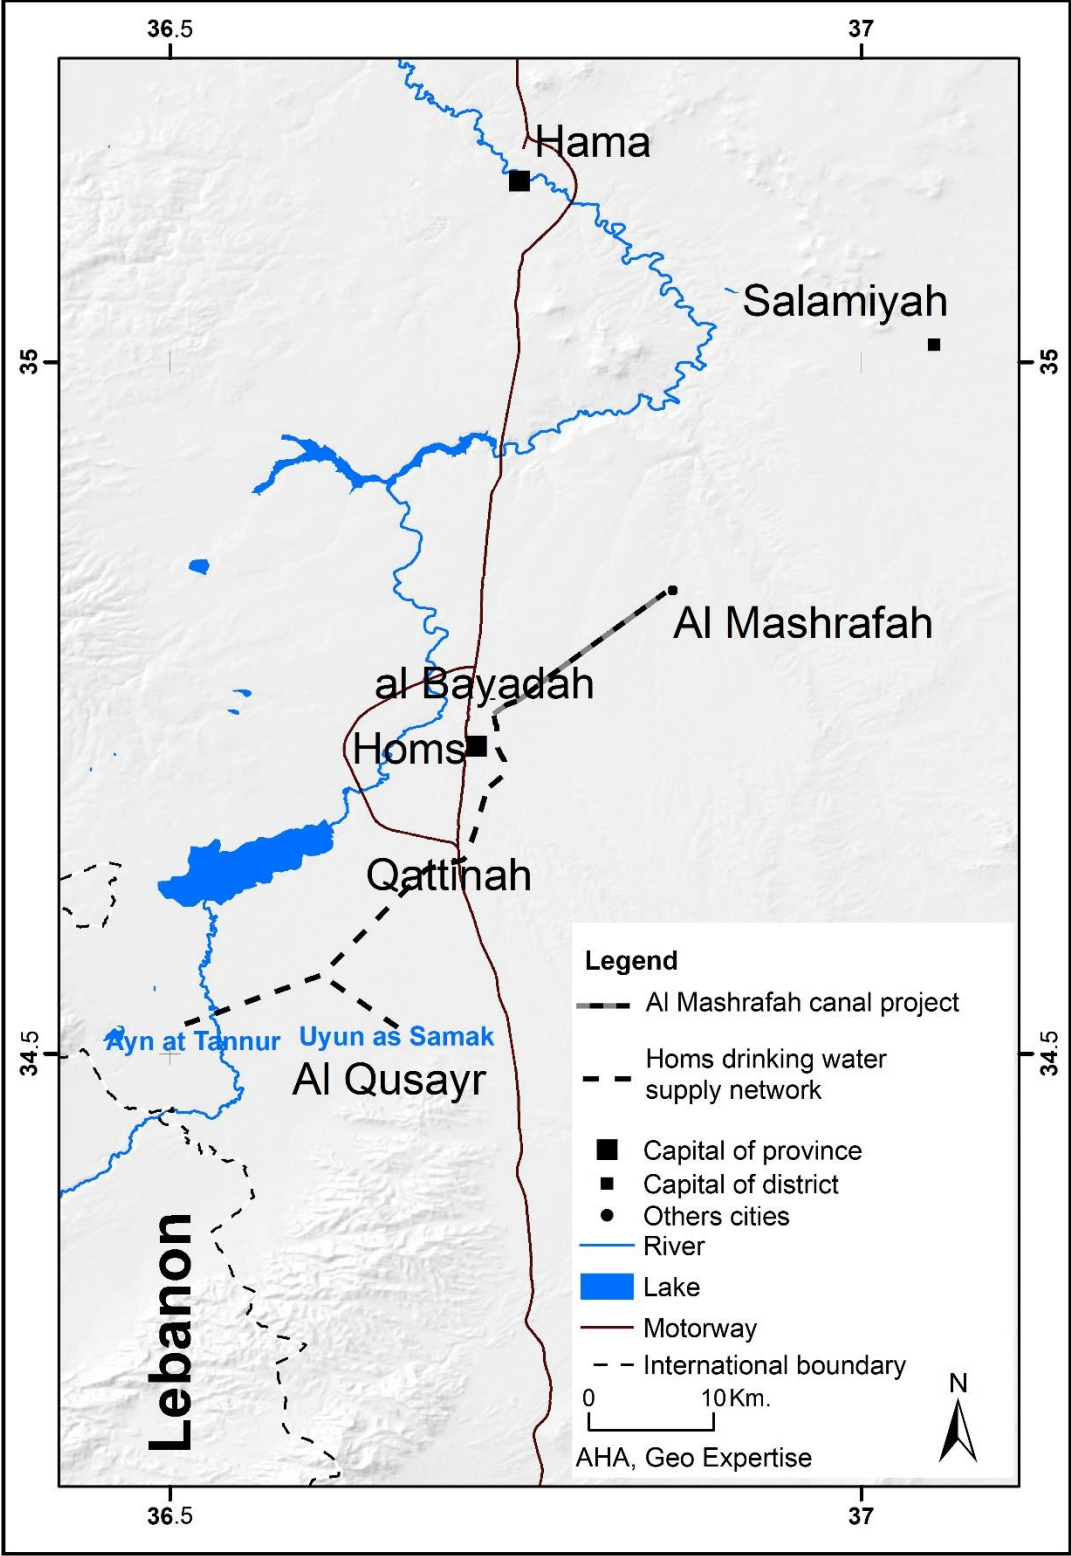 36.5 37
Hama
Salamiyah
35 35
Al Mashrafah
al Bayadah
Homs
Qattinah
Ayn at Tannur Uyun as Samak
34.5 34.5
Al Qusayr
Lebanon
Legend
Al Mashrafah canal project
Homs drinking water
supply network
Capital of province
Capital of district
Others cities
River
Lake
Motorway
International boundary
0 10 Km.
N
AHA, Geo Expertise
36.5 37